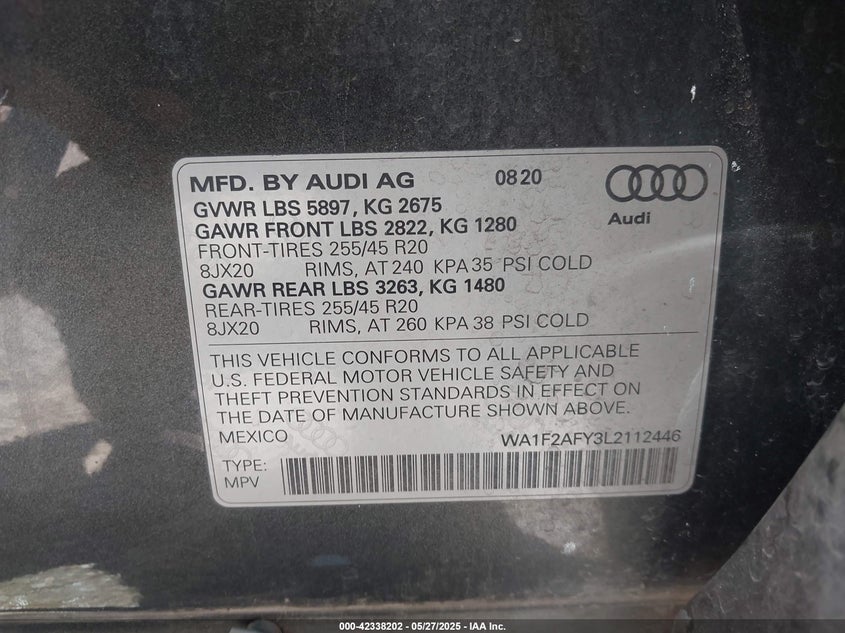 MFD. BY AUDI AG 0820
GVWR LBS 5897, KG 2675
GAWR FRONT LBS 2822, KG 1280
FRONT-TIRES 255/45 R20
8JX20 RIMS, AT 240 KPA 35 PSI COLD
GAWR REAR LBS 3263, KG 1480
REAR-TIRES 255/45 R20
8JX20 RIMS, AT 260 KPA 38 PSI COLD
Audi
THIS VEHICLE CONFORMS TO ALL APPLICABLE
U.S. FEDERAL MOTOR VEHICLE SAFETY AND
THEFT PREVENTION STANDARDS IN EFFECT ON
THE DATE OF MANUFACTURE SHOWN ABOVE.
MEXICO WA1F2AFY3L2112446
TYPE:
MPV
000-42338202 - 05/27/2025 - IAA Inc.